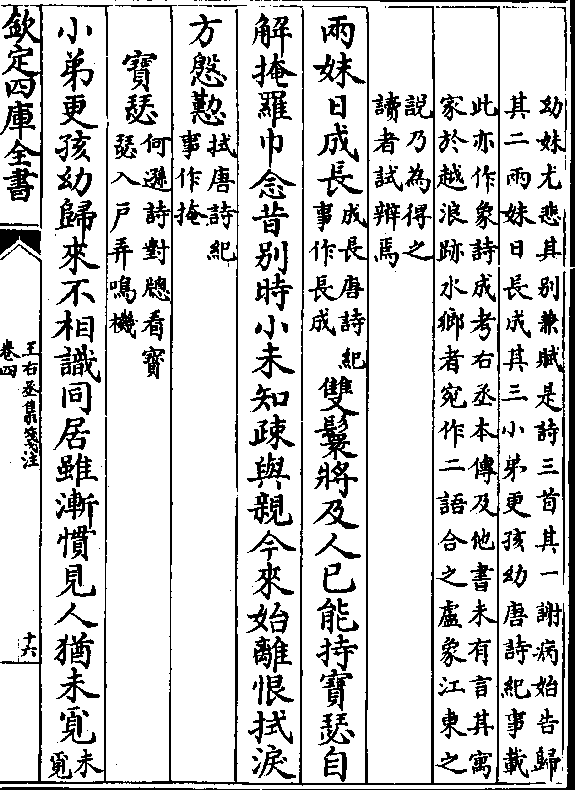 幼妹尤悲其别兼賦是詩三首其一謝病始告歸
其二兩妹日長成其三小弟更孩幼唐詩紀事載
此亦作象詩成考右丞本傳及他書未有言其寓
家於越浪跡水鄉者宛作二語合之盧象江東之
說乃為得之
讀者試辨焉
兩妹日成長成長唐詩紀事作長成雙鬟將及人已能持寶瑟自
解掩羅巾念昔别時小未知疎與親今來始離恨拭淚
方慇懃拭唐詩紀事作掩
寶瑟何遜詩對牕看寶瑟入戶弄鳴機
小弟更孩幼歸來不相識同居雖漸慣見人猶未覔未覔
欽定四庫全書
王右丞集箋注
卷四
十六